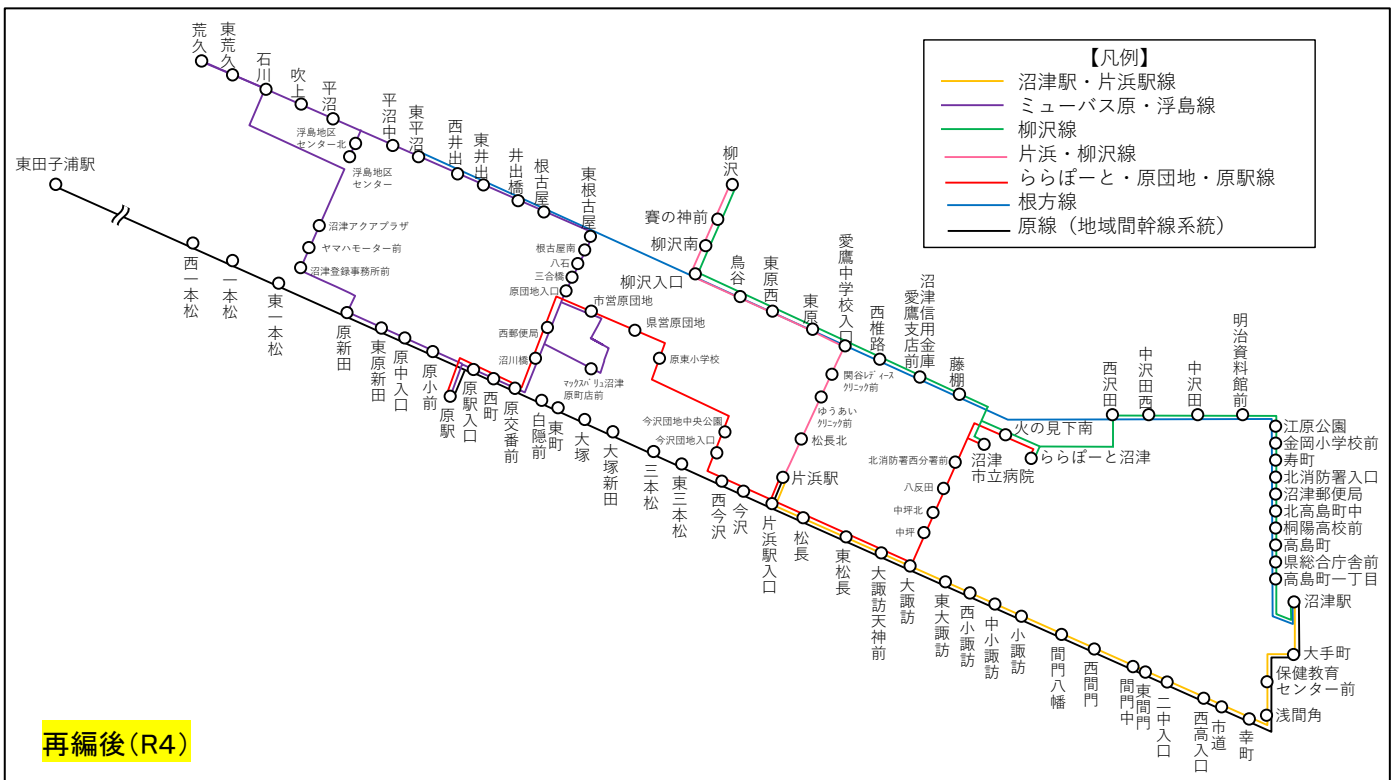 【凡例】
沼津駅・片浜駅線
ミューバス原・浮島線
柳沢線
片浜・柳沢線
ららぽーと・原団地・原駅線
根方線
原線（地域間幹線系統）
荒久
東荒久
石川
吹上
平沼
浮島地区
センター北
浮島地区
センター
平沼中
東平沼
西井出
東井出
井出橋
根古屋
東根古屋
根古屋南
八石
三合橋
原団地入口
沼津アクアプラザ
ヤマハモーター前
沼津登録事務所前
柳沢
賽の神前
柳沢南
柳沢入口
鳥谷
東原西
東原
愛鷹中学校入口
西椎路
沼津信用金庫
愛鷹支店前
藤棚
西沢田
中沢田西
中沢田
明治資料館前
江原公園
金岡小学校前
寿町
北消防署入口
沼津郵便局
北高島町中
桐陽高校前
高島町
県総合庁舎前
高島町一丁目
沼津駅
大手町
保健教育
センター前
浅間角
市営原団地
県営原団地
原東小学校
西郵便局
沼川橋
マックスバリュ沼津
原町店前
今沢団地中央公園
今沢団地入口
関谷レディース
クリニック前
ゆうあい
クリニック前
松長北
片浜駅
火の見下南
ららぽーと沼津
沼津
市立病院
北消防署西分署前
八反田
中坪北
中坪
東田子浦駅
西一本松
一本松
東一本松
原新田
東原新田
原中入口
原小前
原駅
原駅入口
西町
原交番前
白隠前
東町
大塚
大塚新田
三本松
東三本松
西今沢
今沢
片浜駅入口
松長
東松長
大諏訪天神前
大諏訪
東大諏訪
西小諏訪
中小諏訪
小諏訪
間門八幡
西間門
間門中
東間門
二中入口
西高入口
市道
幸町
再編後（R4）